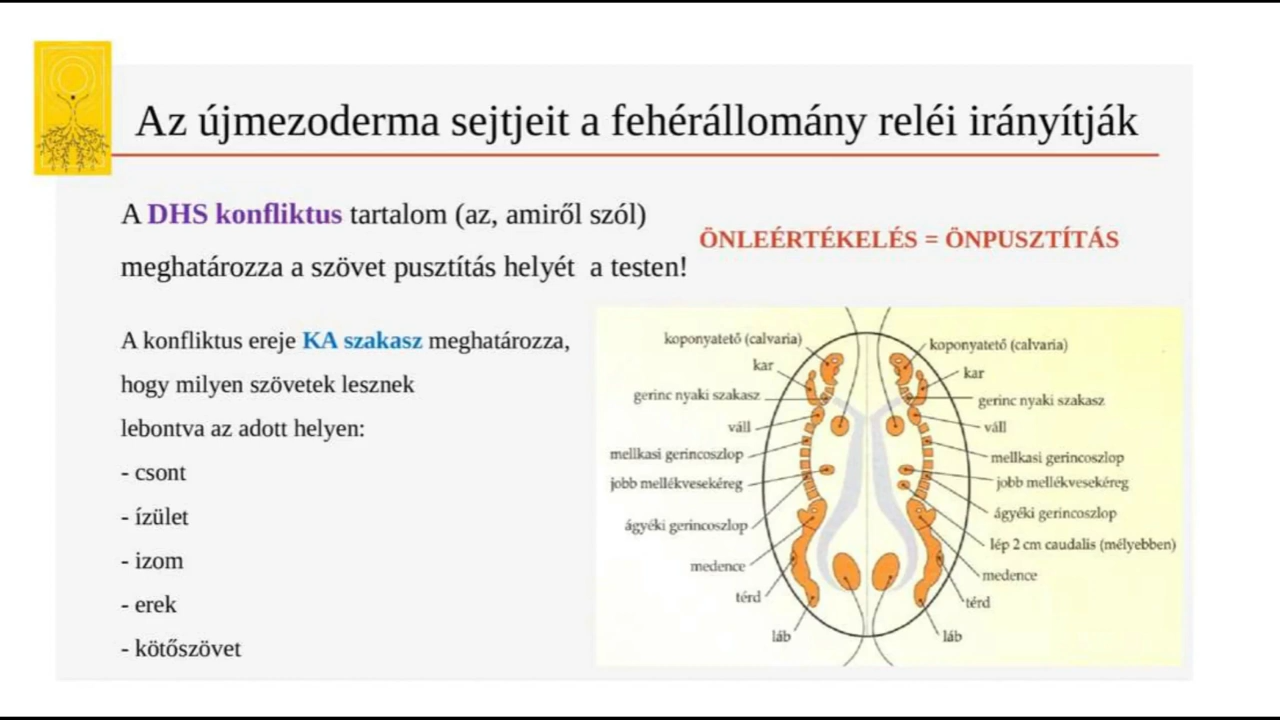 Az újmezoderma sejtjeit a fehérállomány reléi irányítják
A DHS konfliktus tartalom (az, amiről szól)
meghatározza a szövet pusztítás helyét a testen!
ÖNLEÉRTÉKELÉS = ÖNPUSZTÍTÁS
A konfliktus ereje KA szakasz meghatározza,
hogy milyen szövetek lesznek
lebontva az adott helyen:
- csont
- ízület
- izom
- erek
- kötőszövet
koponyatető (calvaria)
kar
gerinc nyaki szakasz
váll
mellkasi gerincoszlop
jobb mellékvesekéreg
ágyéki gerincoszlop
medence
térd
láb
koponyatető (calvaria)
kar
gerinc nyaki szakasz
váll
mellkasi gerincoszlop
jobb mellékvesekéreg
ágyéki gerincoszlop
lép 2 cm caudalis (mélyebben)
medence
térd
láb